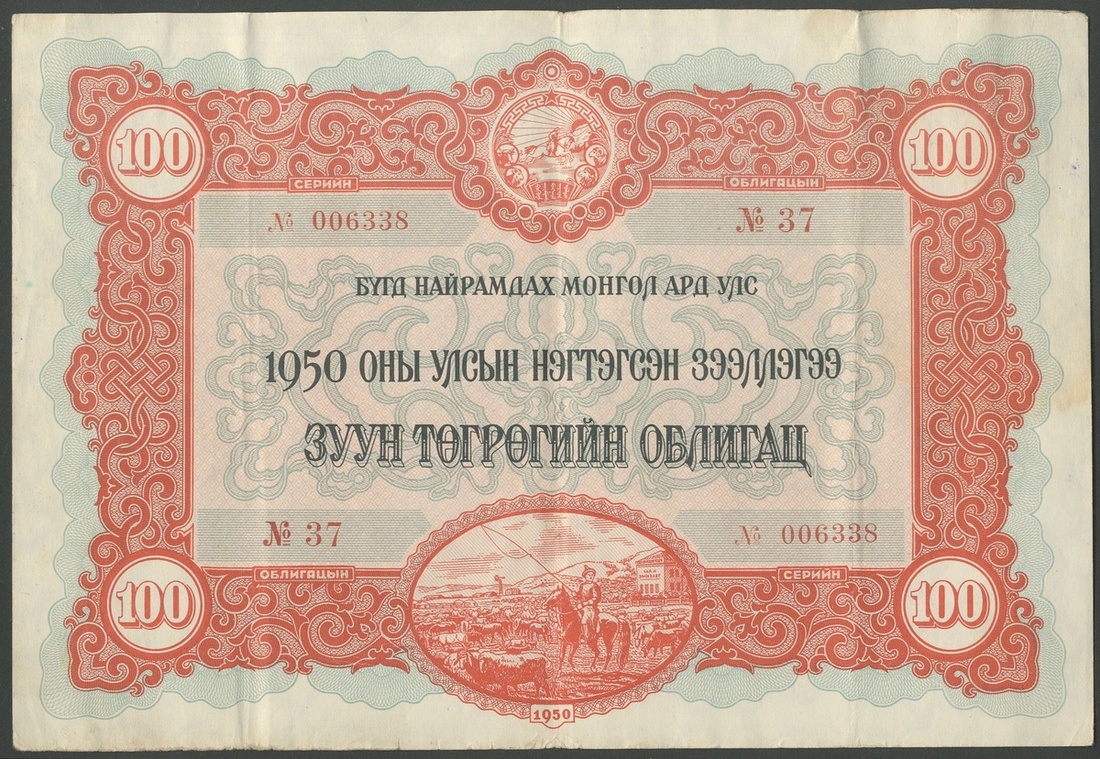 100
100
СЕРИЙН
ОБЛИГАЦЫН
№ 006338
№ 37
БҮГД НАЙРАМДАХ МОНГОЛ АРД УЛС
1950 ОНЫ УЛСЫН НЭГТЭГСЭН ЗЭЭЛЛЭГЭЭ
ЗУУН ТӨГРӨГИЙН ОБЛИГАЦ
№ 37
№ 006338
ОБЛИГАЦЫН
СЕРИЙН
100
100
1950